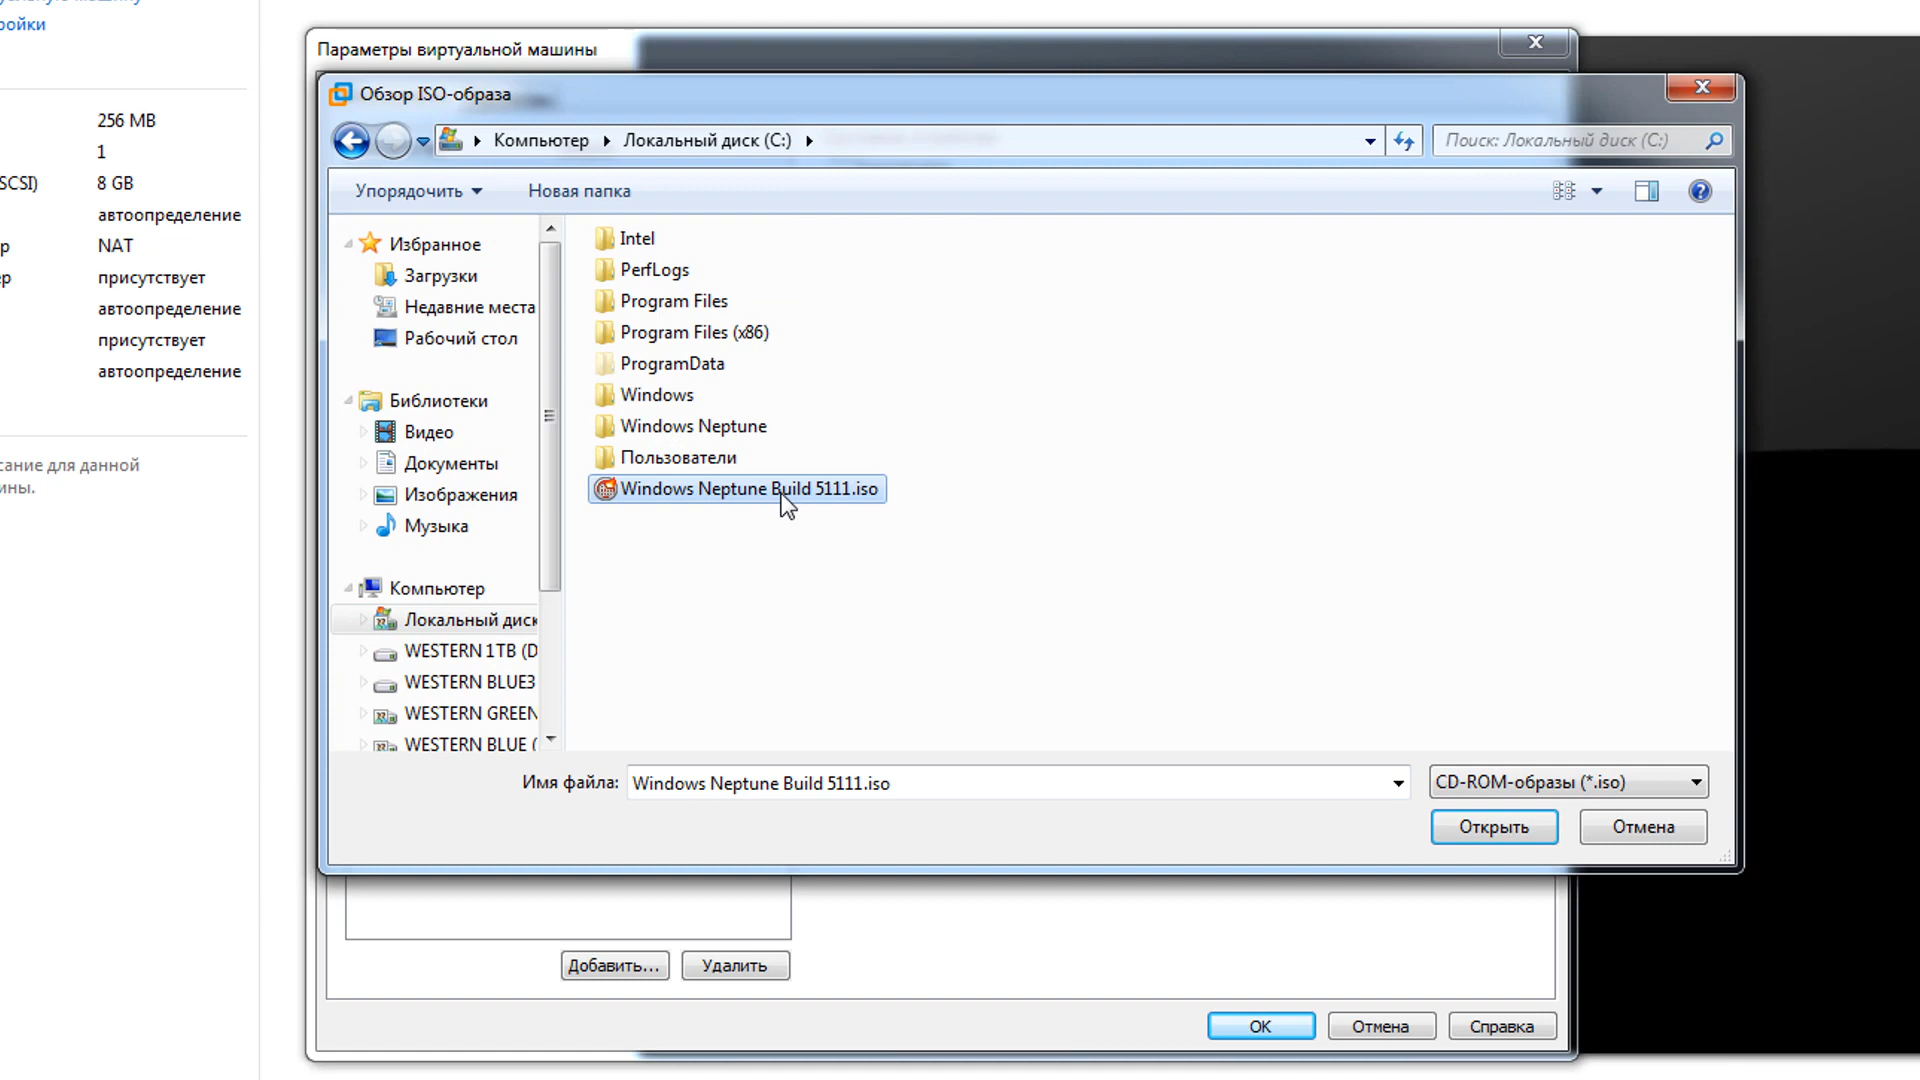 ройки
256 MB
1
SCSI)
8 GB
автоопределение
р
NAT
ер
присутствует
автоопределение
присутствует
автоопределение
сание для данной
ины.
Параметры виртуальной машины
Обзор ISO-образа
Компьютер
Локальный диск (C:)
Поиск: Локальный диск (C:)
Упорядочить
Новая папка
Избранное
Загрузки
Недавние места
Рабочий стол
Библиотеки
Видео
Документы
Изображения
Музыка
Компьютер
Локальный диск
WESTERN 1TB (D
WESTERN BLUE3
WESTERN GREEN
WESTERN BLUE (
Intel
PerfLogs
Program Files
Program Files (x86)
ProgramData
Windows
Windows Neptune
Пользователи
Windows Neptune Build 5111.iso
Имя файла:
Windows Neptune Build 5111.iso
CD-ROM-образы (*.iso)
Открыть
Отмена
Добавить...
Удалить
OK
Отмена
Справка